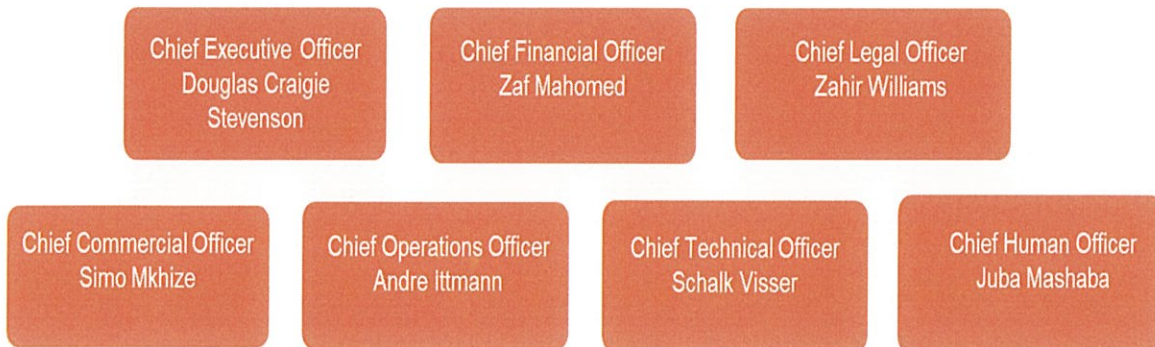 Chief Executive Officer
Douglas Craigie
Stevenson
Chief Financial Officer
Zaf Mahomed
Chief Legal Officer
Zahir Williams
Chief Commercial Officer
Simo Mkhize
Chief Operations Officer
Andre Ittmann
Chief Technical Officer
Schalk Visser
Chief Human Officer
Juba Mashaba